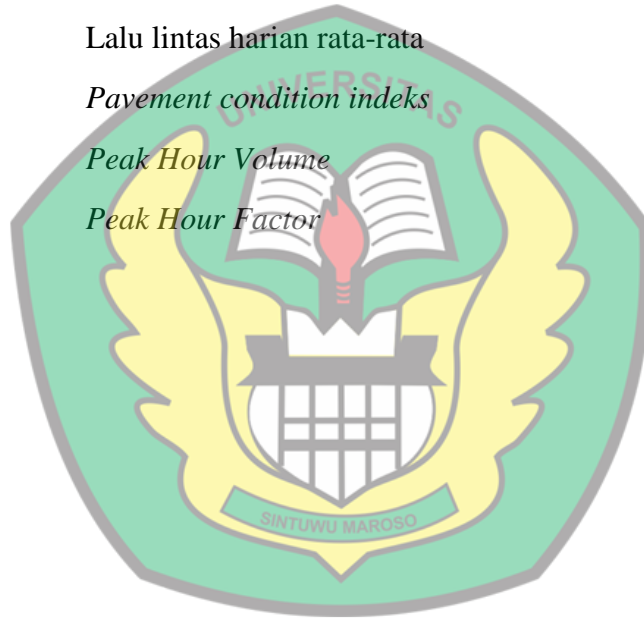 Lalu lintas harian rata-rata
UNIVERSITAS
Pavement condition indeks
Peak Hour Volume
Peak Hour Factor
SINTUWU MAROSO